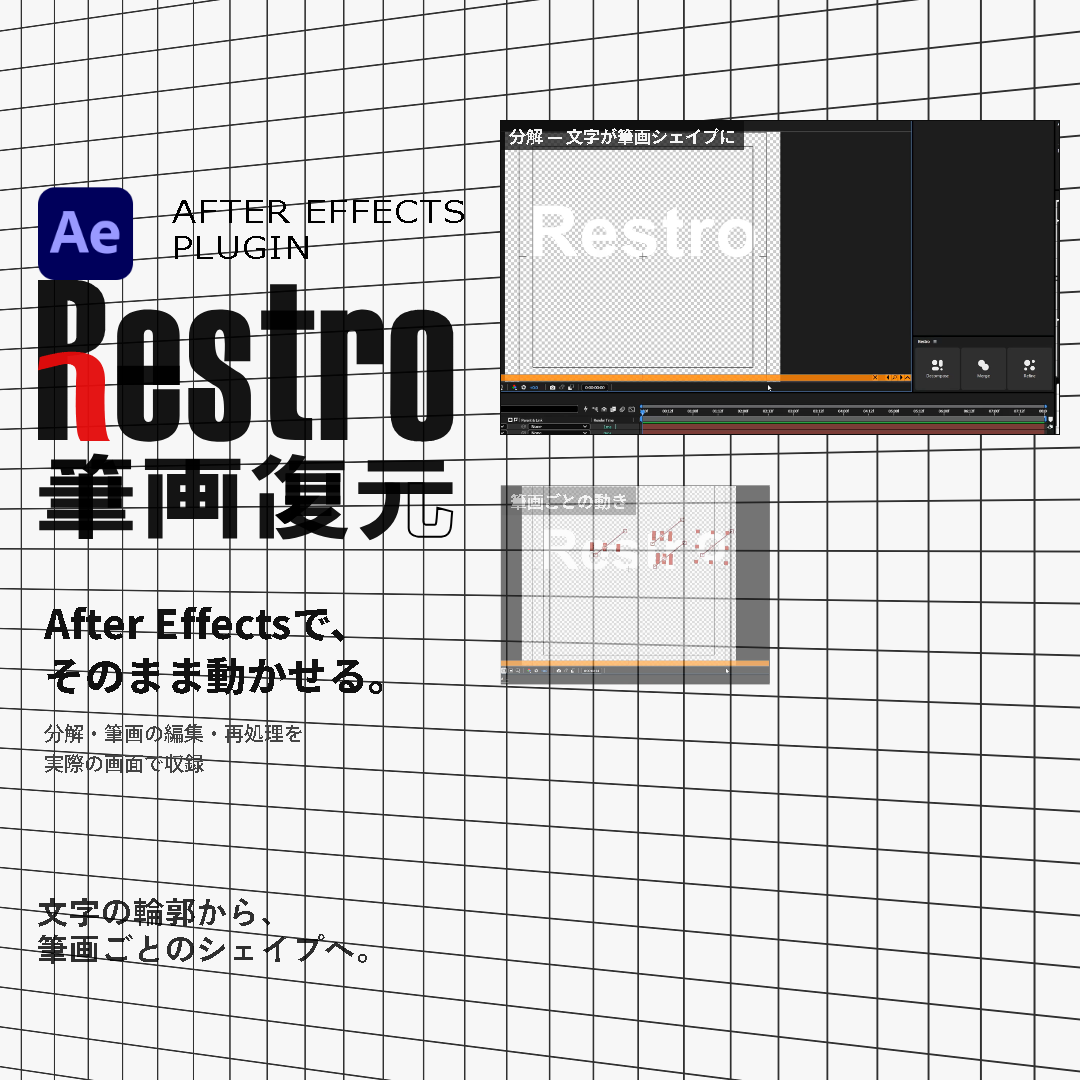 Ae
AFTER EFFECTS
PLUGIN
Restro
筆画復元
After Effectsで、
そのまま動かせる。
分解・筆画の編集・再処理を
実際の画面で収録
文字の輪郭から、
筆画ごとのシェイプへ。
分解 — 文字が筆画シェイプに
Restro
Restro
Decompose
Merge
Refine
筆画ごとの動き